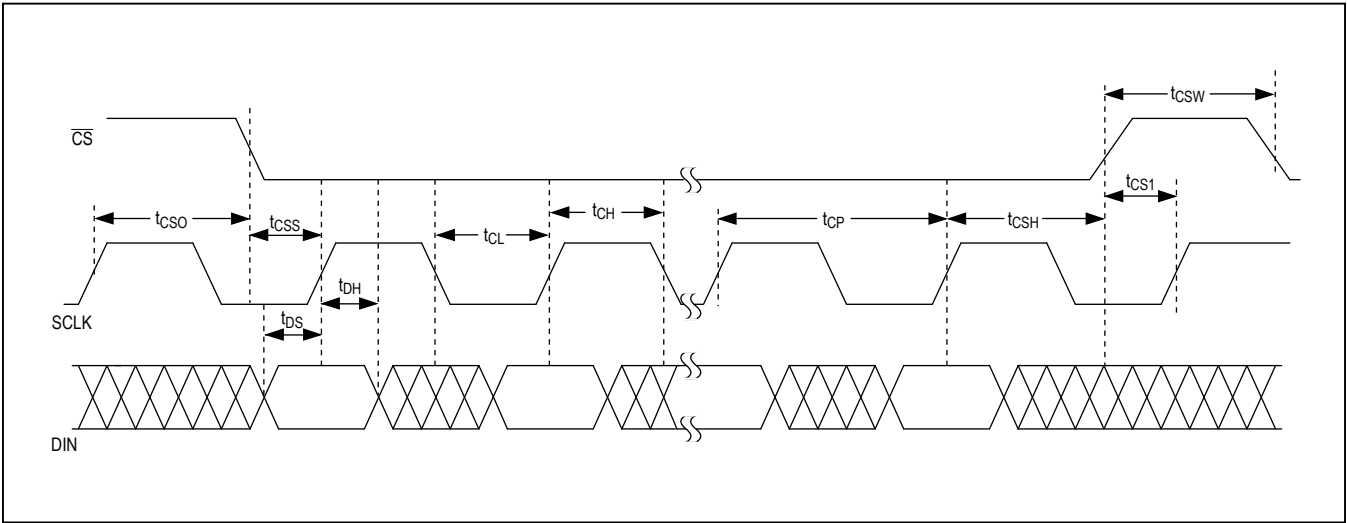 tCSW
CS
tCS1
tCSO
tCSS
tCH
tCL
tCP
tCSH
tDH
SCLK
tDS
DIN